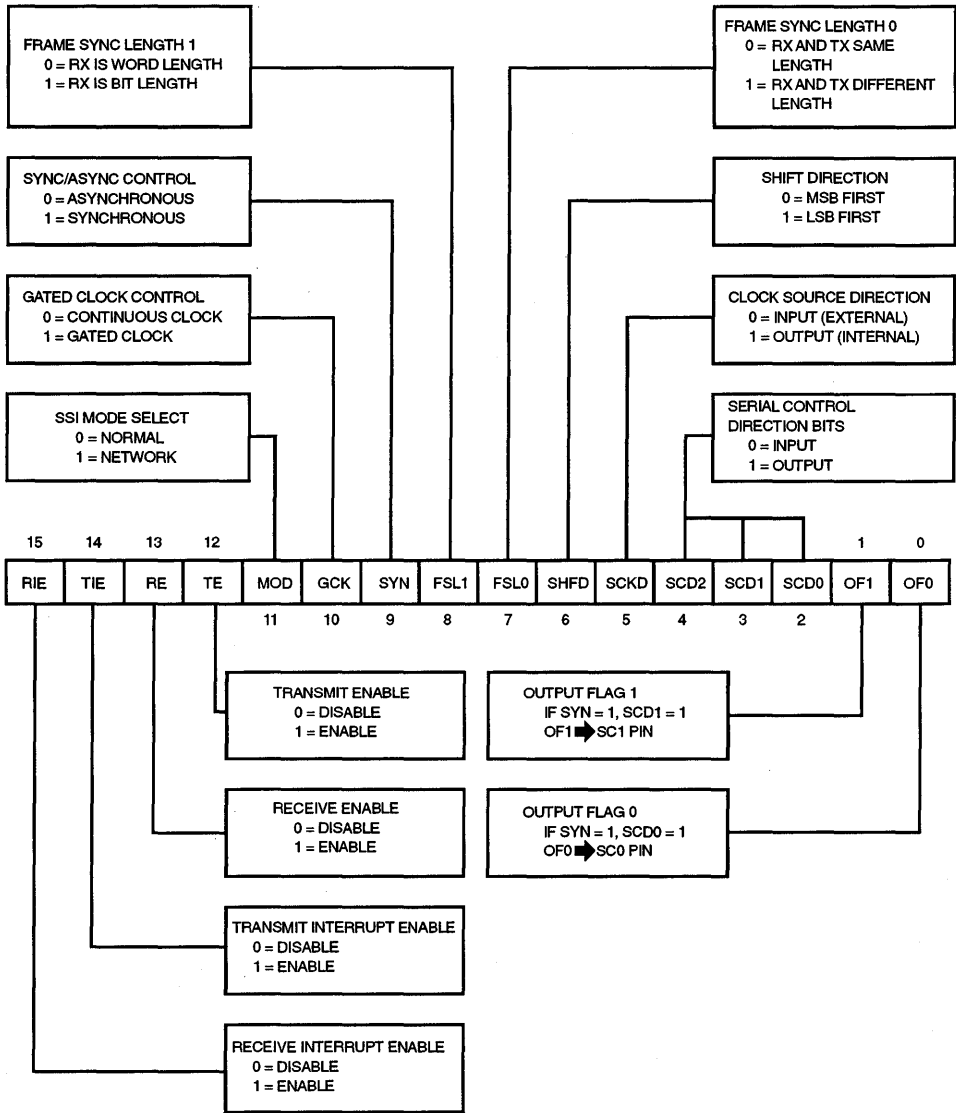 FRAME SYNC LENGTH 1
0 = RX IS WORD LENGTH
1 = RX IS BIT LENGTH
FRAME SYNC LENGTH 0
0 = RX AND TX SAME
LENGTH
1 = RX AND TX DIFFERENT
LENGTH
SYNC/ASYNC CONTROL
0 = ASYNCHRONOUS
1 = SYNCHRONOUS
SHIFT DIRECTION
0 = MSB FIRST
1 = LSB FIRST
GATED CLOCK CONTROL
0 = CONTINUOUS CLOCK
1 = GATED CLOCK
CLOCK SOURCE DIRECTION
0 = INPUT (EXTERNAL)
1 = OUTPUT (INTERNAL)
SSI MODE SELECT
0 = NORMAL
1 = NETWORK
SERIAL CONTROL
DIRECTION BITS
0 = INPUT
1 = OUTPUT
15 14 13 12 1 0
RIE TIE RE TE MOD GCK SYN FSL1 FSL0 SHFD SCKD SCD2 SCD1 SCD0 OF1 OF0
11 10 9 8 7 6 5 4 3 2
TRANSMIT ENABLE
0 = DISABLE
1 = ENABLE
OUTPUT FLAG 1
IF SYN = 1, SCD1 = 1
OF1 ➡ SC1 PIN
RECEIVE ENABLE
0 = DISABLE
1 = ENABLE
OUTPUT FLAG 0
IF SYN = 1, SCD0 = 1
OF0 ➡ SC0 PIN
TRANSMIT INTERRUPT ENABLE
0 = DISABLE
1 = ENABLE
RECEIVE INTERRUPT ENABLE
0 = DISABLE
1 = ENABLE